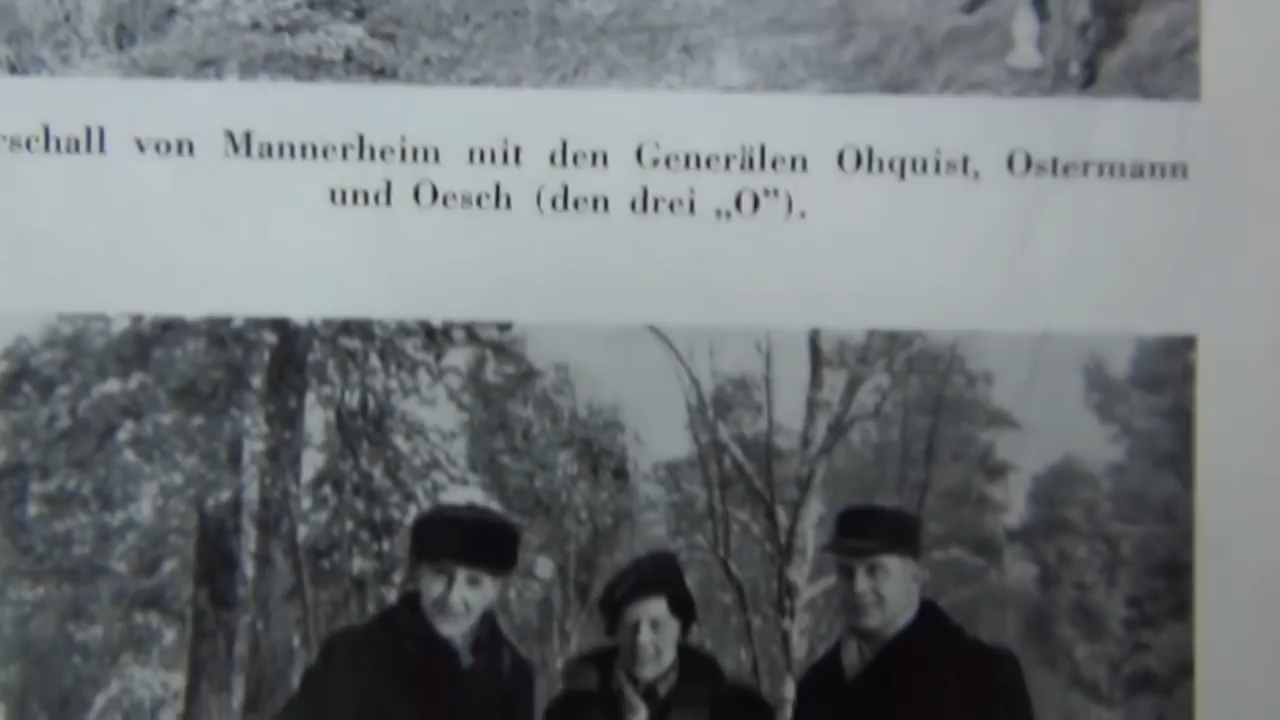 rschall von Mannerheim mit den Generälen Ohquist, Ostermann
und Oesch (den drei „O”).